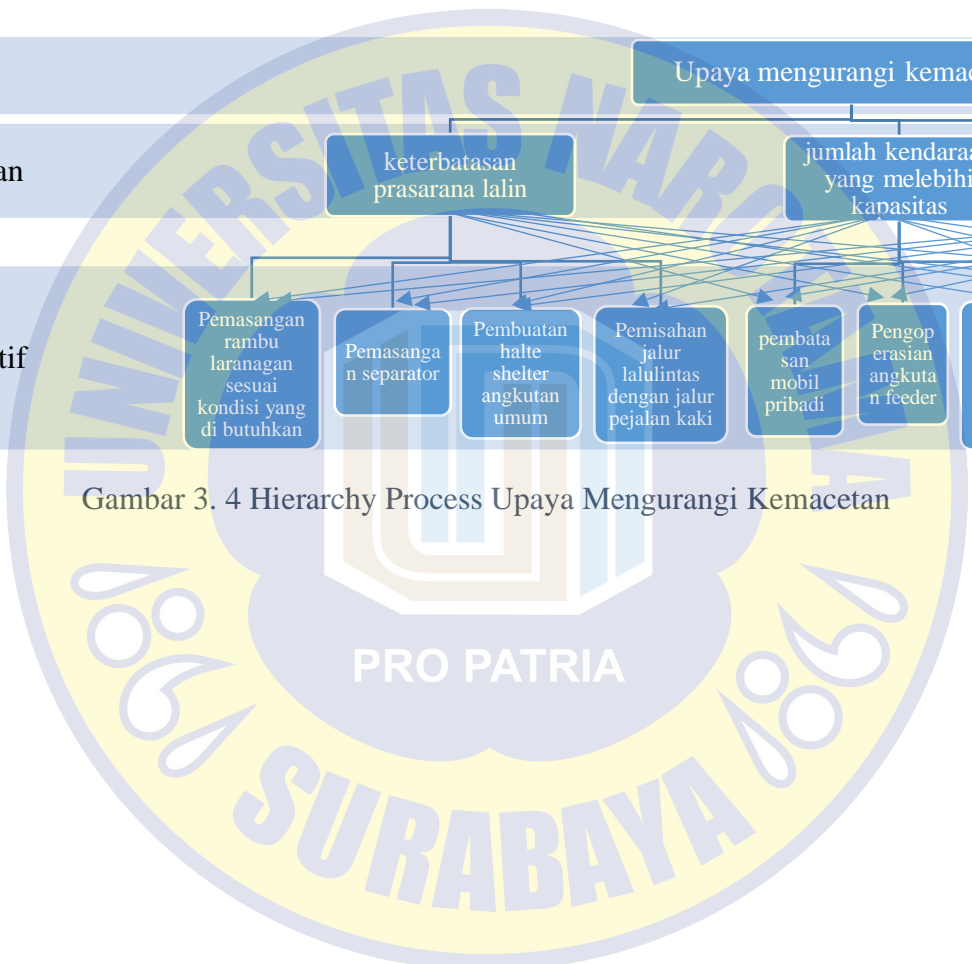 Upaya mengurangi kemac
an
keterbatasan
prasarana lalin
jumlah kendaraa
yang melebihi
kapasitas
tif
Pemasangan
rambu
laranagan
sesuai
kondisi yang
di butuhkan
Pemasanga
n separator
Pembuatan
halte
shelter
angkutan
umum
Pemisahan
jalur
lalulintas
dengan jalur
pejalan kaki
pembata
san
mobil
pribadi
Pengop
erasian
angkuta
n feeder
Gambar 3. 4 Hierarchy Process Upaya Mengurangi Kemacetan
UNIVERSITAS NAROTAMA
PRO PATRIA
SURABAYA